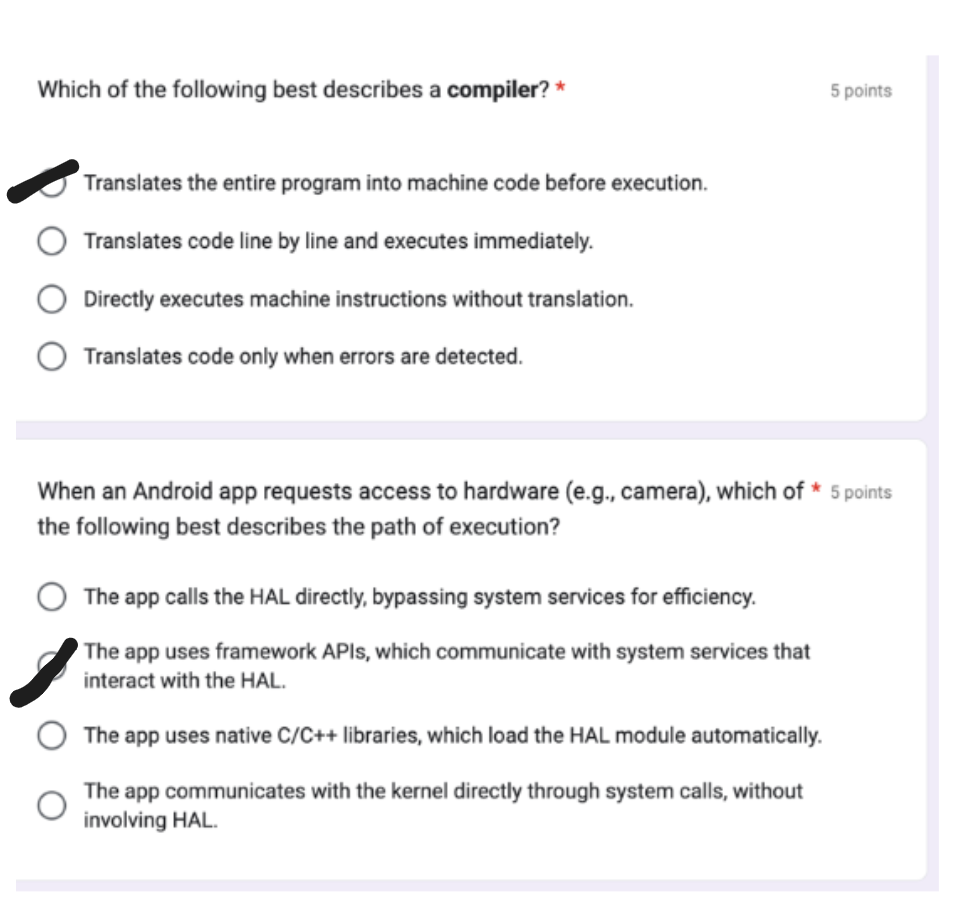 Which of the following best describes a compiler? *
5 points
Translates the entire program into machine code before execution.
Translates code line by line and executes immediately.
Directly executes machine instructions without translation.
Translates code only when errors are detected.
When an Android app requests access to hardware (e.g., camera), which of * 5 points
the following best describes the path of execution?
The app calls the HAL directly, bypassing system services for efficiency.
The app uses framework APIs, which communicate with system services that
interact with the HAL.
The app uses native C/C++ libraries, which load the HAL module automatically.
The app communicates with the kernel directly through system calls, without
involving HAL.